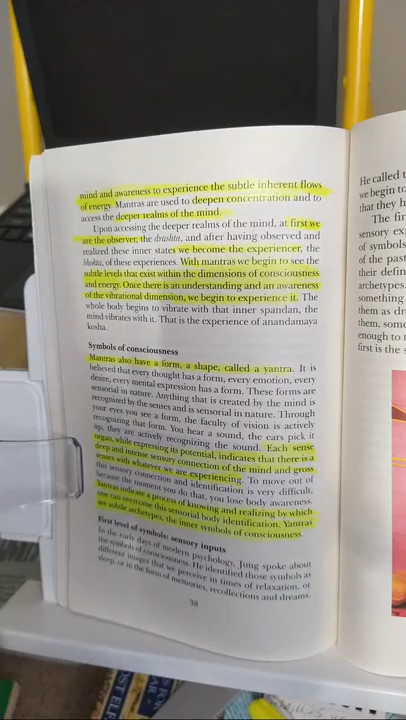 mind and awareness to experience the subtle inherent flows
of energy. Mantras are used to deepen concentration and to
access the deeper realms of the mind.
Upon accessing the deeper realms of the mind, at first we
are the observer, the drashta, and after having observed and
realized these inner states we become the experiencer, the
bhokta, of these experiences. With mantras we begin to see the
subtle levels that exist within the dimensions of consciousness
and energy. Once there is an understanding and an awareness
of the vibrational dimension, we begin to experience it. The
whole body begins to vibrate with that inner spandan, the
mind vibrates with it. That is the experience of anandamaya
kosha.
Symbols of consciousness
Mantras also have a form, a shape, called a yantra. It is
believed that every thought has a form, every emotion, every
desire, every mental expression has a form. These forms are
sensorial in nature. Anything that is created by the mind is
recognized by the senses and is sensorial in nature. Through
your eyes you see a form, the faculty of vision is actively
recognizing that form. You hear a sound, the ears pick it
up, they are actively recognizing the sound. Each sense
organ, while expressing its potential, indicates that there is a
deep and intense sensory connection of the mind and gross
senses with whatever we are experiencing. To move out of
this sensory connection and identification is very difficult,
because the moment you do that, you lose body awareness.
Yantras indicate a process of knowing and realizing by which
one can overcome this sensorial body identification. Yantras
are subtle archetypes, the inner symbols of consciousness.
First level of symbols: sensory inputs
In the early days of modern psychology, Jung spoke about
the symbols of consciousness. He identified those symbols as
different images that we perceive in times of relaxation, or
sleep, or in the form of memories, recollections and dreams.
38
He called
we begin to
that they h
The fir
sensory ex
of symbols
of the past
their defin
archetypes.
something
them as dr
them, some
enough to
first is the s